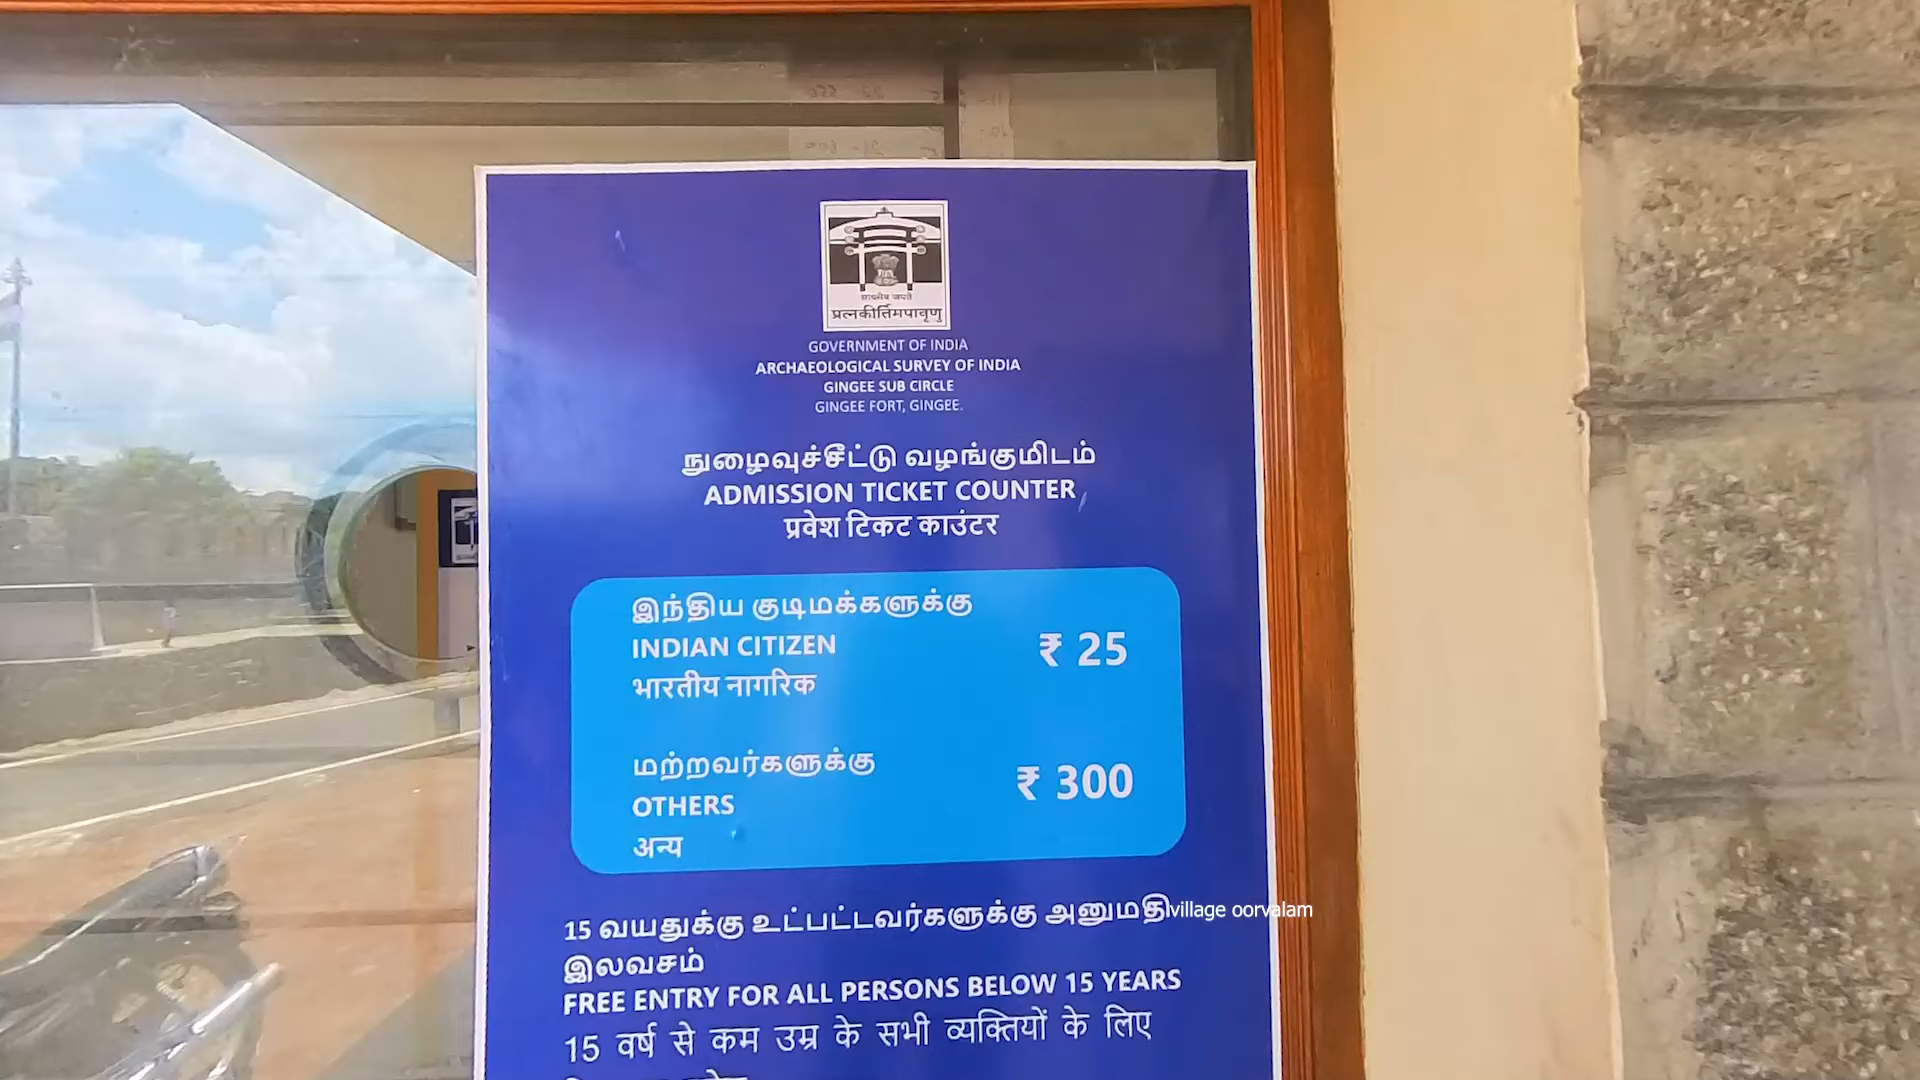 सत्यमेव जयते
प्रत्नकीर्तिमपावृणु
GOVERNMENT OF INDIA
ARCHAEOLOGICAL SURVEY OF INDIA
GINGEE SUB CIRCLE
GINGEE FORT, GINGEE.
நுழைவுச்சீட்டு வழங்குமிடம்
ADMISSION TICKET COUNTER
प्रवेश टिकट काउंटर
இந்திய குடிமக்களுக்கு
INDIAN CITIZEN ₹ 25
भारतीय नागरिक
மற்றவர்களுக்கு
OTHERS ₹ 300
अन्य
15 வயதுக்கு உட்பட்டவர்களுக்கு அனுமதி
village oorvalam
இலவசம்
FREE ENTRY FOR ALL PERSONS BELOW 15 YEARS
15 वर्ष से कम उम्र के सभी व्यक्तियों के लिए